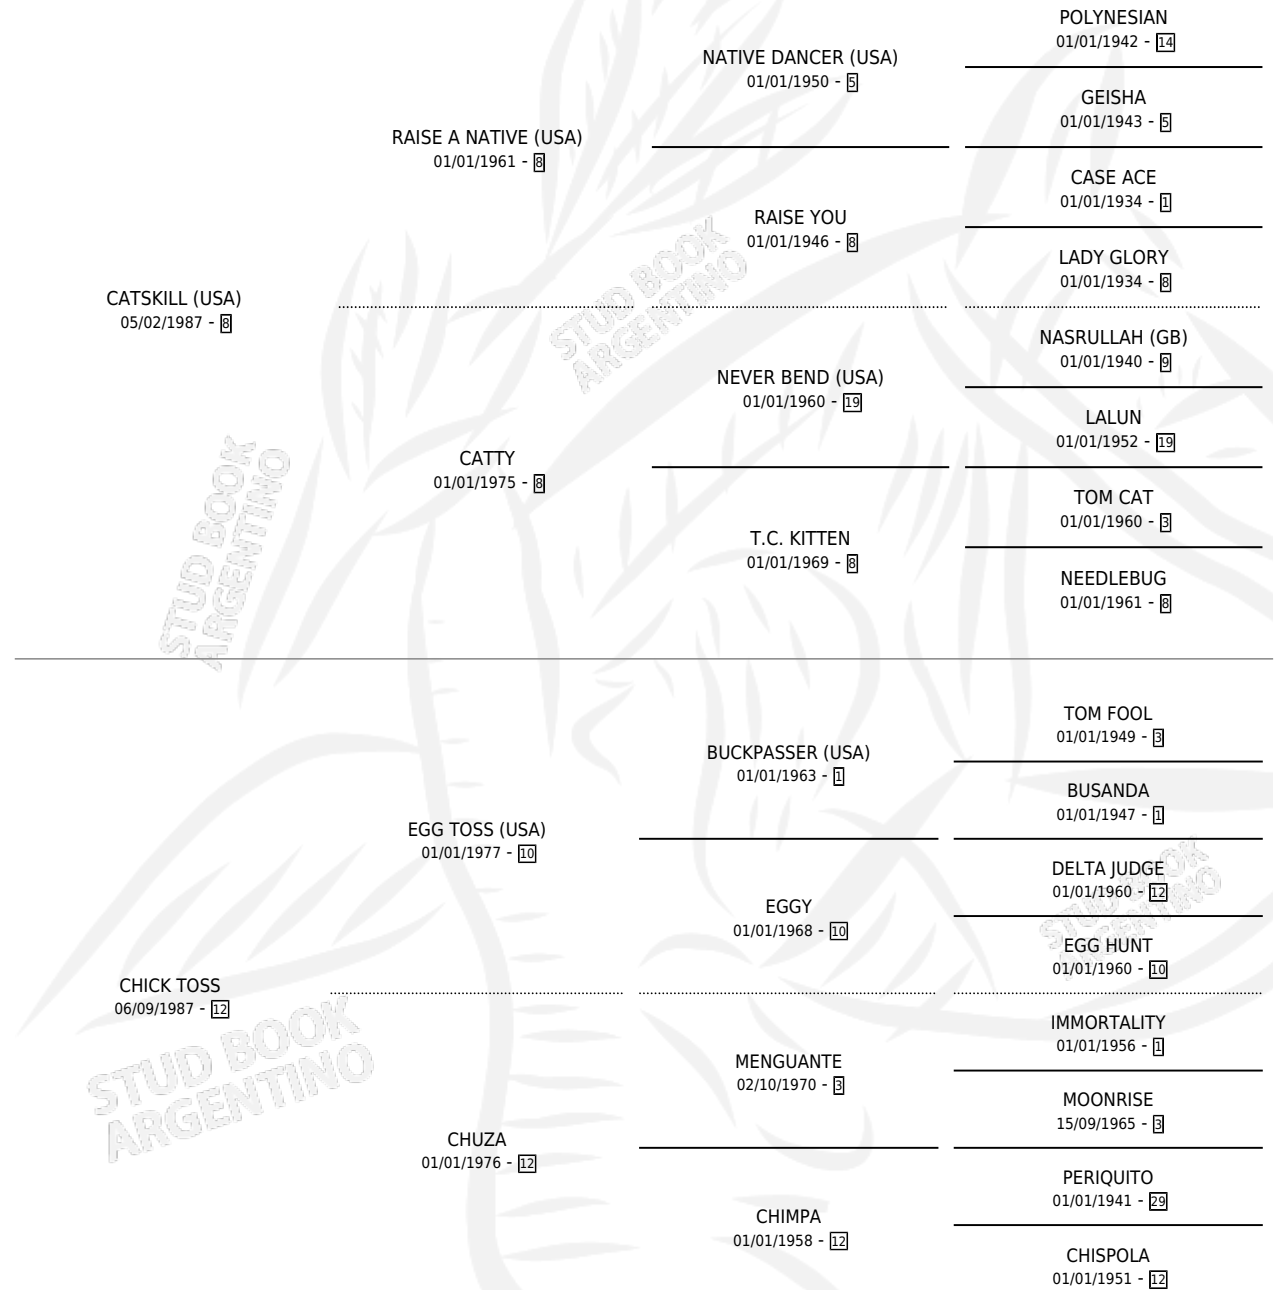 POLYNESIAN
01/01/1942 - 14
NATIVE DANCER (USA)
01/01/1950 - 5
GEISHA
01/01/1943 - 5
RAISE A NATIVE (USA)
01/01/1961 - 8
CASE ACE
01/01/1934 - 1
RAISE YOU
01/01/1946 - 8
LADY GLORY
01/01/1934 - 8
CATSKILL (USA)
05/02/1987 - 8
NASRULLAH (GB)
01/01/1940 - 9
NEVER BEND (USA)
01/01/1960 - 19
LALUN
01/01/1952 - 19
CATTY
01/01/1975 - 8
TOM CAT
01/01/1960 - 3
T.C. KITTEN
01/01/1969 - 8
NEEDLEBUG
01/01/1961 - 8
TOM FOOL
01/01/1949 - 3
BUCKPASSER (USA)
01/01/1963 - 1
BUSANDA
01/01/1947 - 1
EGG TOSS (USA)
01/01/1977 - 10
DELTA JUDGE
01/01/1960 - 12
EGGY
01/01/1968 - 10
EGG HUNT
01/01/1960 - 10
CHICK TOSS
06/09/1987 - 12
IMMORTALITY
01/01/1956 - 1
MENGUANTE
02/10/1970 - 3
MOONRISE
15/09/1965 - 3
CHUZA
01/01/1976 - 12
PERIQUITO
01/01/1941 - 29
CHIMPA
01/01/1958 - 12
CHISPOLA
01/01/1951 - 12
STUD BOOK
ARGENTINO
STUD BOOK
ARGENTINO
STUD BOOK
ARGENTINO
STUD BOOK
ARGENTINO